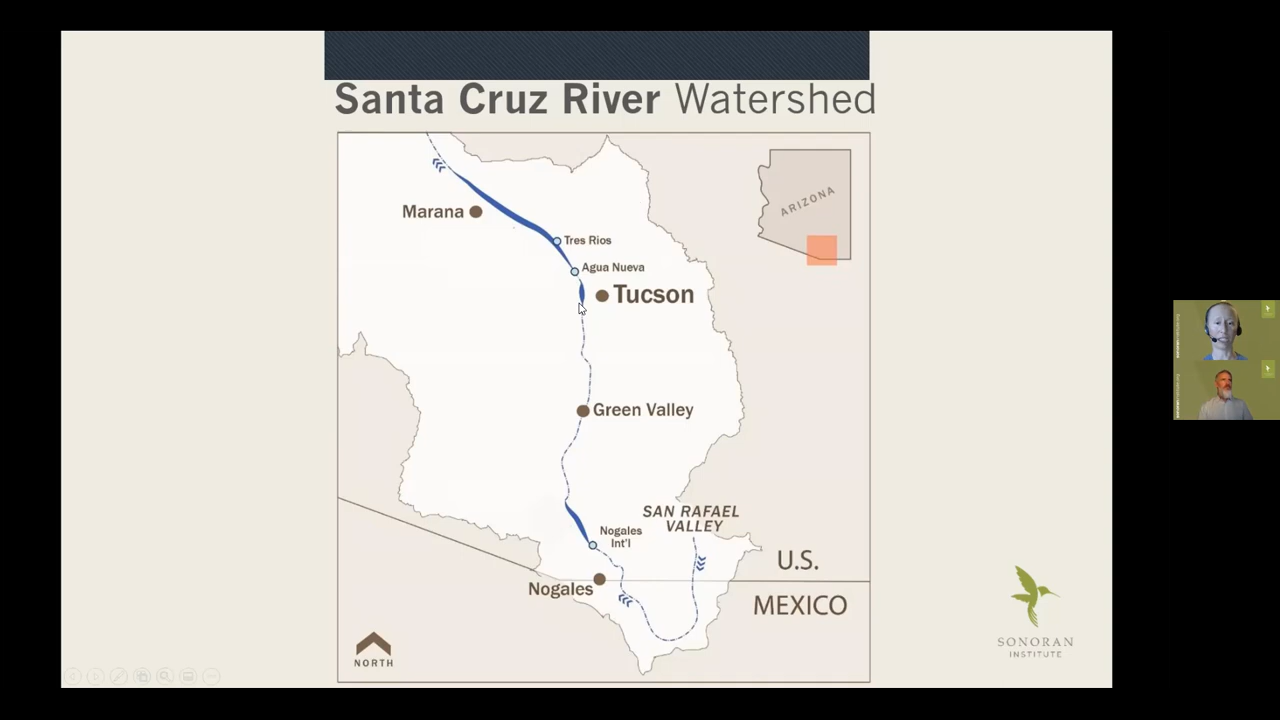 Santa Cruz River Watershed
ARIZONA
Marana
Tres Rios
Agua Nueva
Tucson
Green Valley
SAN RAFAEL
VALLEY
Nogales
Int'l
U.S.
Nogales
MEXICO
NORTH
SONORAN
INSTITUTE